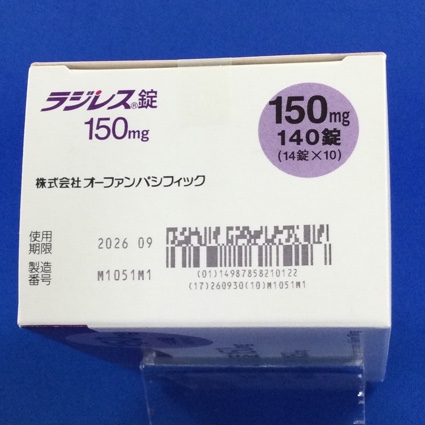 ラジレス®錠
150mg
150mg
140錠
(14錠×10)
株式会社オーファンパシフィック
使用
期限
2026 09
製造
番号
M1051M1
(01)14987858210122
(17)260930(10)M1051M1